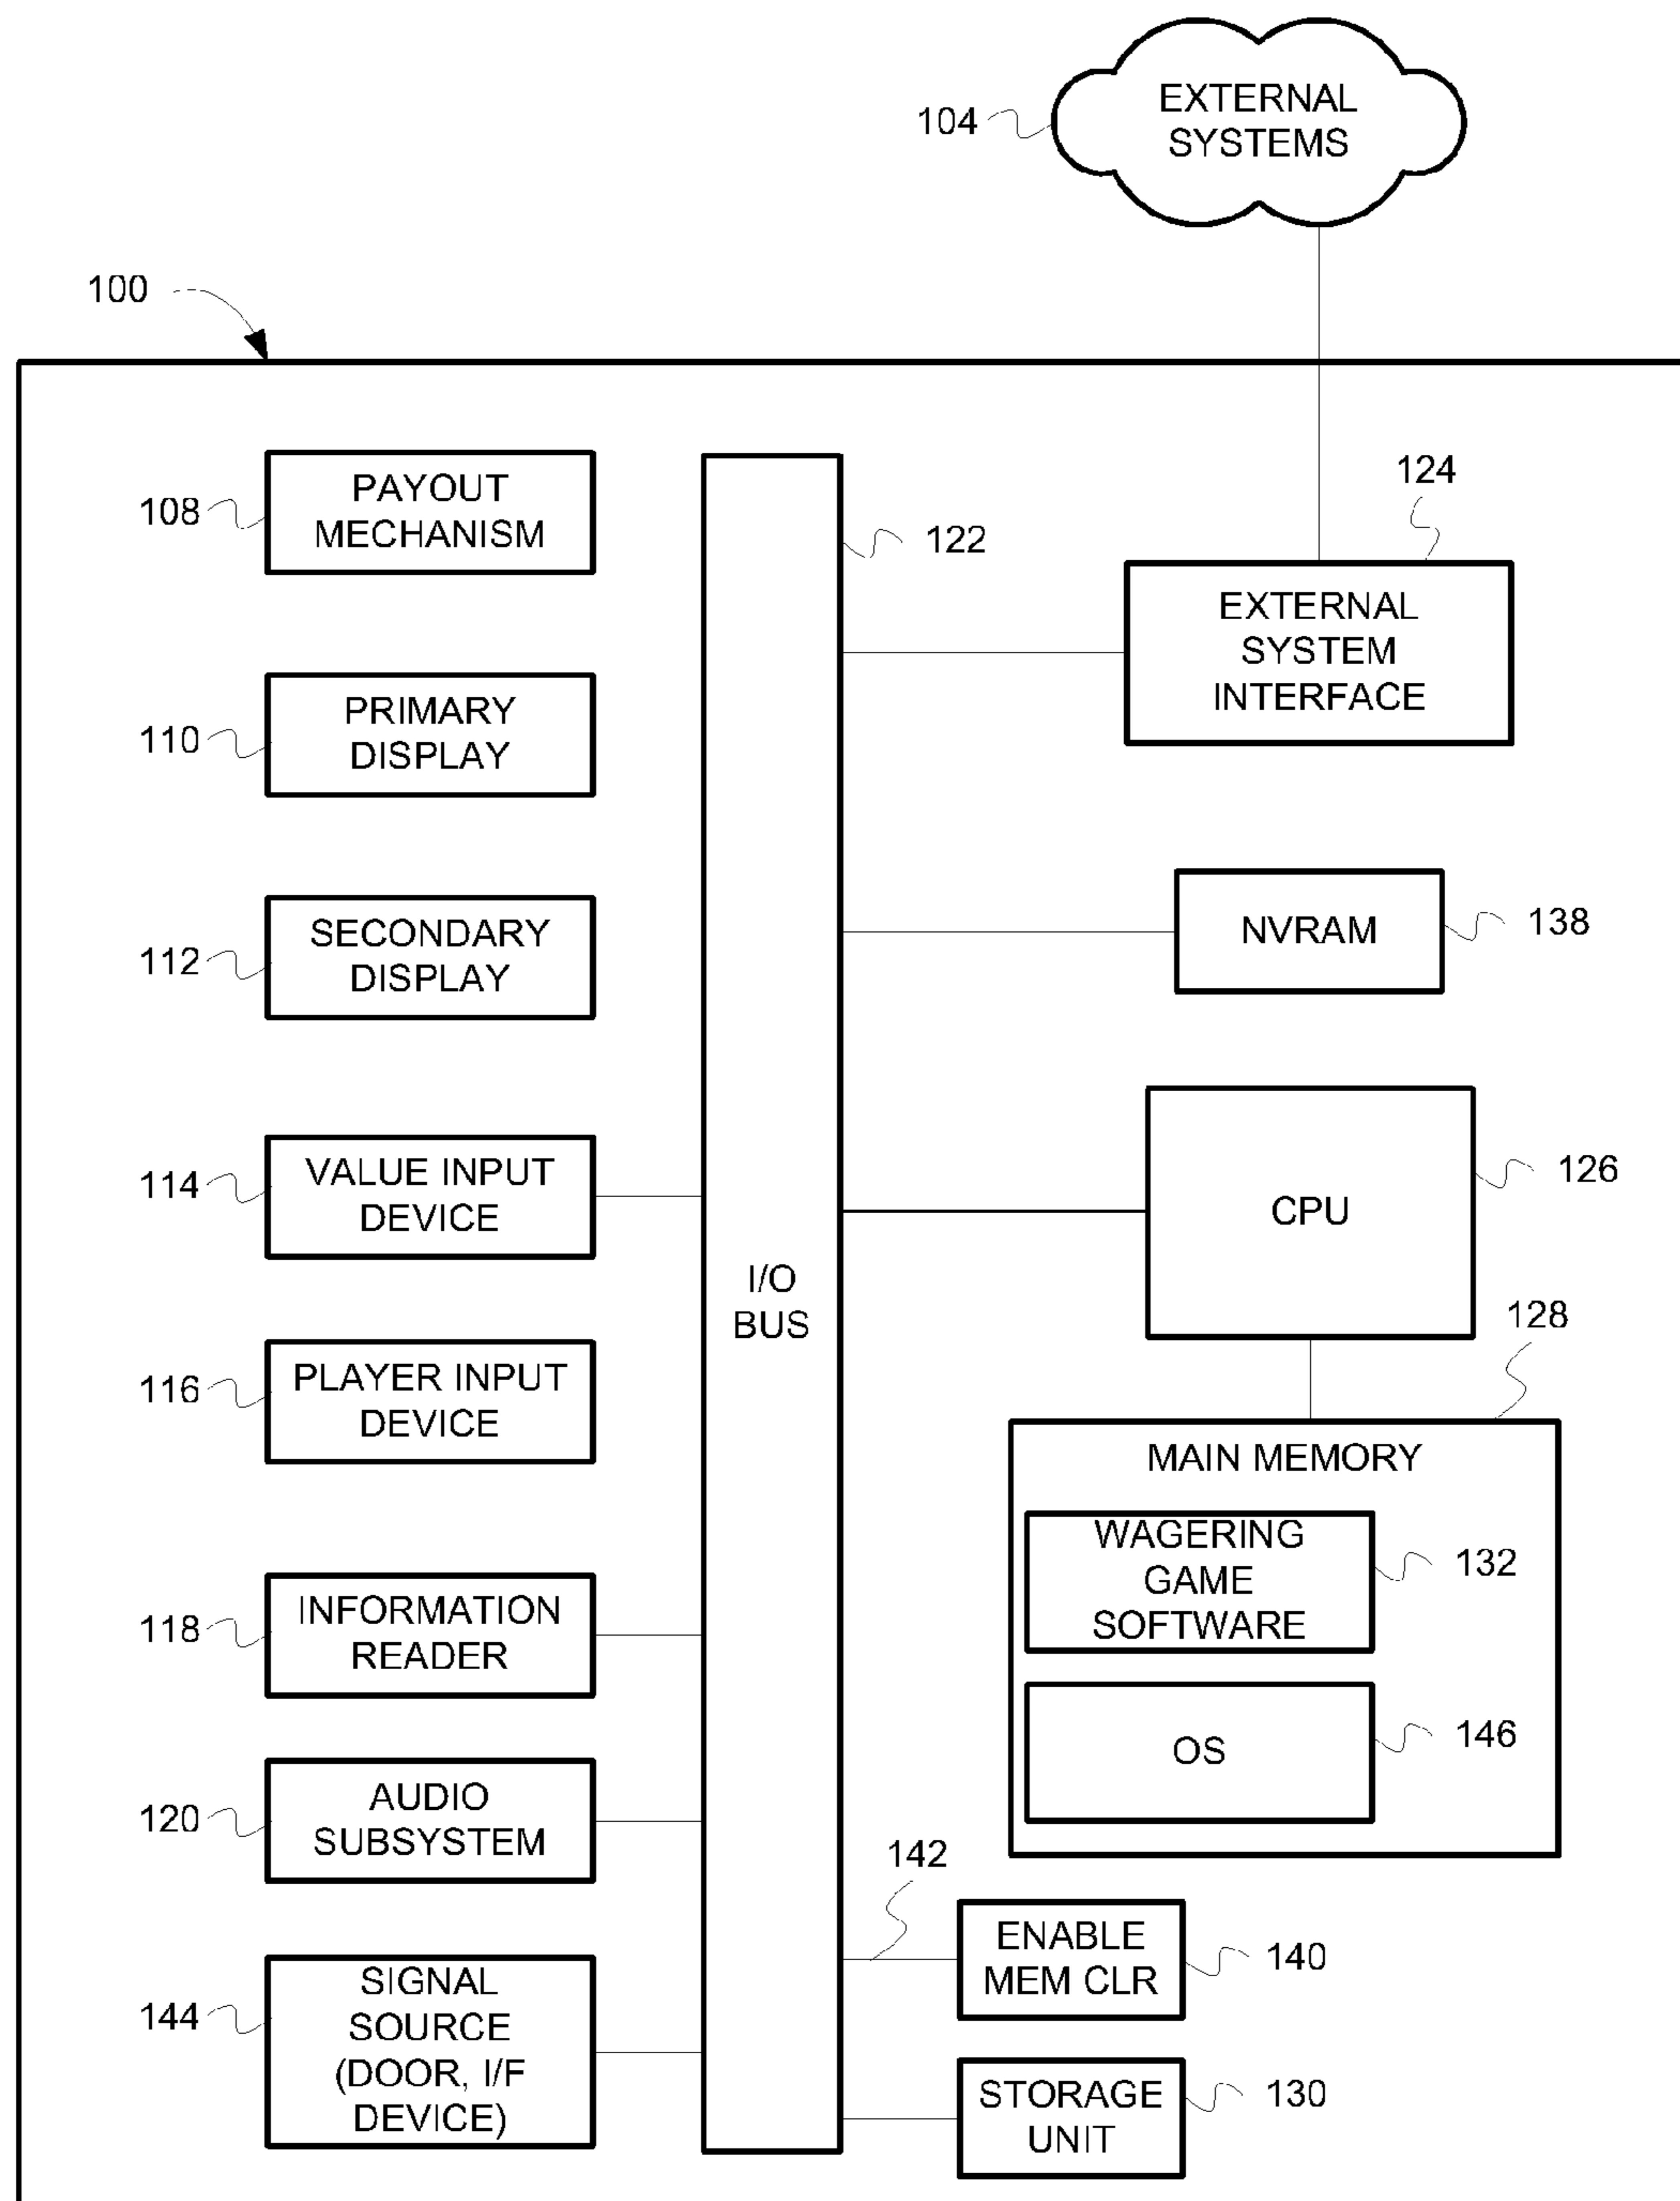 EXTERNAL
SYSTEMS
104
100
PAYOUT
MECHANISM
108
PRIMARY
DISPLAY
110
SECONDARY
DISPLAY
112
VALUE INPUT
DEVICE
114
PLAYER INPUT
DEVICE
116
INFORMATION
READER
118
AUDIO
SUBSYSTEM
120
SIGNAL
SOURCE
(DOOR, I/F
DEVICE)
144
I/O
BUS
122
124
EXTERNAL
SYSTEM
INTERFACE
NVRAM
138
CPU
126
128
MAIN MEMORY
WAGERING
GAME
SOFTWARE
132
OS
146
142
ENABLE
MEM CLR
140
STORAGE
UNIT
130